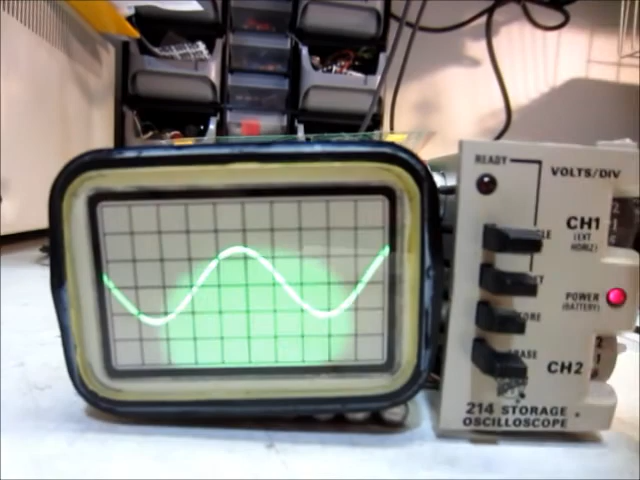 READY
VOLTS/DIV
CH1
(EXT
HORIZ)
POWER
(BATTERY)
CH2
214 STORAGE
OSCILLOSCOPE